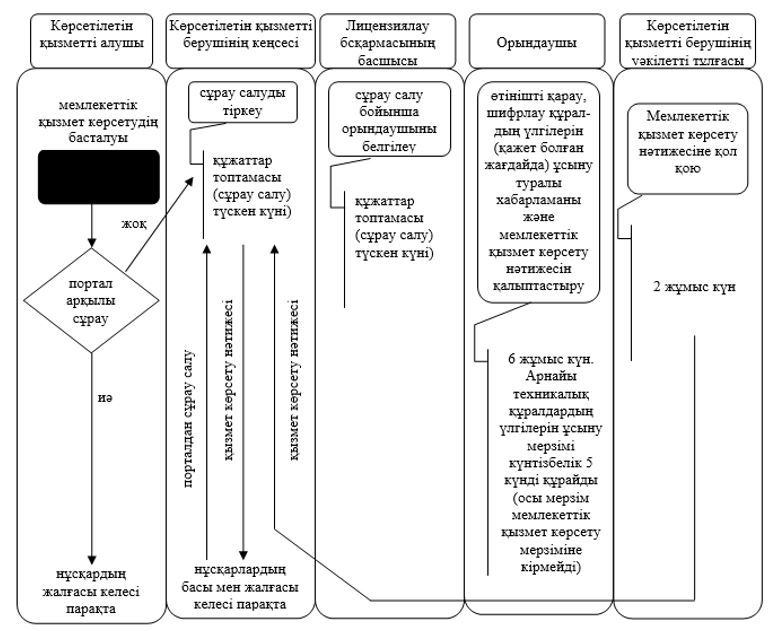 Көрсетілетін
қызметті алушы
Көрсетілетін қызметті
берушінің кеңсесі
Лицензиялау
бсқармасының
басшысы
Орындаушы
Көрсетілетін
қызметті берушінің
уәкілетті тұлғасы
мемлекеттік
қызмет көрсетудің
басталуы
жоқ
портал
арқылы
сұрау
иә
нұсқардың
жалғасы келесі
парақта
сұрау салуды
тіркеу
құжаттар
топтамасы
(сұрау салу)
түскен күні)
порталдан сұрау салу
қызмет көрсету нәтижесі
қызмет көрсету нәтижесі
нұсқарлардың
басы мен жалғасы
келесі парақта
сұрау салу
бойынша
орындаушыны
белгілеу
құжаттар
топтамасы
(сұрау салу)
түскен күні)
өтінішті қарау,
шифрлау құрал-
дың үлгілерін
(қажет болған
жағдайда) ұсыну
туралы
хабарламаны
және
мемлекеттік
қызмет көрсету
нәтижесін
қалыптастыру
6 жұмыс күн.
Арнайы
техникалық
құралдардың
үлгілерін ұсыну
мерзімі
күнтізбелік 5
күнді құрайды
(осы мерзім
мемлекеттік
қызмет көрсету
мерзіміне
кірмейді)
Мемлекеттік
қызмет көрсету
нәтижесіне қол
қою
2 жұмыс күн